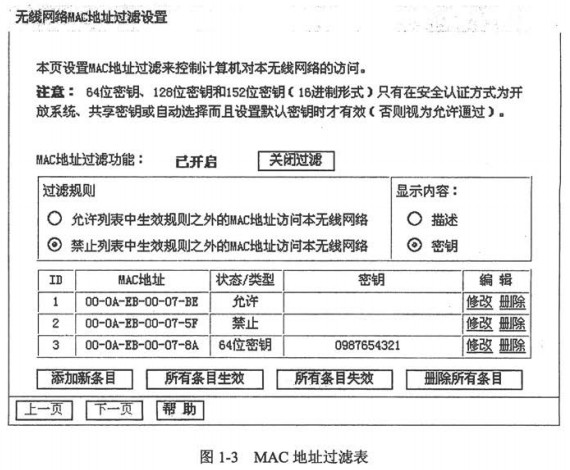 无线网络MAC地址过滤设置
本页设置MAC地址过滤来控制计算机对本无线网络的访问。
注意： 64位密钥、128位密钥和152位密钥（16进制形式）只有在安全认证方式为开
放系统、共享密钥或自动选择而且设置默认密钥时才有效（否则视为允许通过）。
MAC地址过滤功能： 已开启 关闭过滤
过滤规则 显示内容：
允许列表中生效规则之外的MAC地址访问本无线网络 描述
禁止列表中生效规则之外的MAC地址访问本无线网络 密钥
ID MAC地址 状态/类型 密钥 编 辑
1 00-0A-EB-00-07-BE 允许 修改 删除
2 00-0A-EB-00-07-5F 禁止 修改 删除
3 00-0A-EB-00-07-8A 64位密钥 0987654321 修改 删除
添加新条目 所有条目生效 所有条目失效 删除所有条目
上一页 下一页 帮 助
图 1-3 MAC 地址过滤表